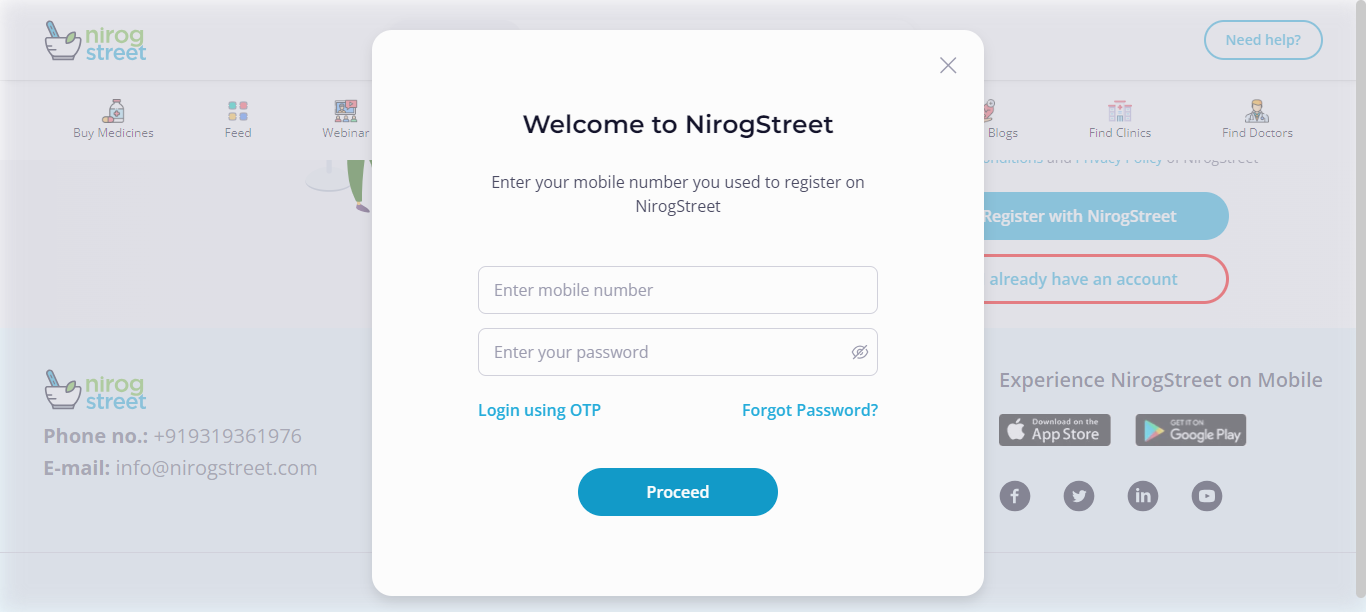 nirog
street
Need help?
Buy Medicines
Feed
Webinar
Blogs
Find Clinics
Find Doctors
and Privacy Policy of NirogStreet
Register with NirogStreet
already have an account
Welcome to NirogStreet
Enter your mobile number you used to register on
NirogStreet
Enter mobile number
Enter your password
Login using OTP
Forgot Password?
Proceed
nirog
street
Phone no.: +919319361976
E-mail: info@nirogstreet.com
Experience NirogStreet on Mobile
Download on the
App Store
GET IT ON
Google Play